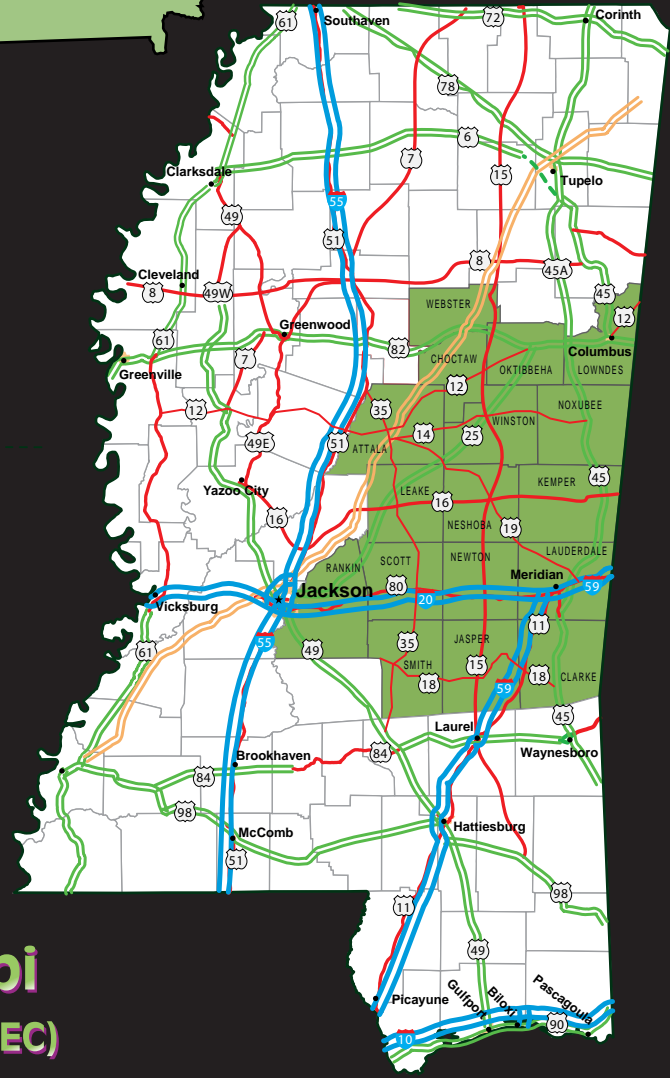 61
Southaven
72
Corinth
78
6
7
15
Clarksdale
Tupelo
49
55
51
8
45A
Cleveland
8
49W
45
WEBSTER
12
Greenwood
61
82
Columbus
CHOCTAW
7
OKTIBBEHA
LOWNDES
Greenville
12
35
NOXUBEE
12
WINSTON
14
25
49E
51
ATTALA
45
KEMPER
Yazoo City
LEAKE
16
16
NESHOBA
19
LAUDERDALE
NEWTON
SCOTT
RANKIN
Meridian
80
59
Jackson
20
Vicksburg
11
55
JASPER
35
61
49
SMITH
15
18
18
CLARKE
59
45
Laurel
84
Waynesboro
Brookhaven
84
98
Hattiesburg
McComb
51
98
11
49
pi
Picayune
Gulfport
Biloxi
Pascagoula
90
EC)
10